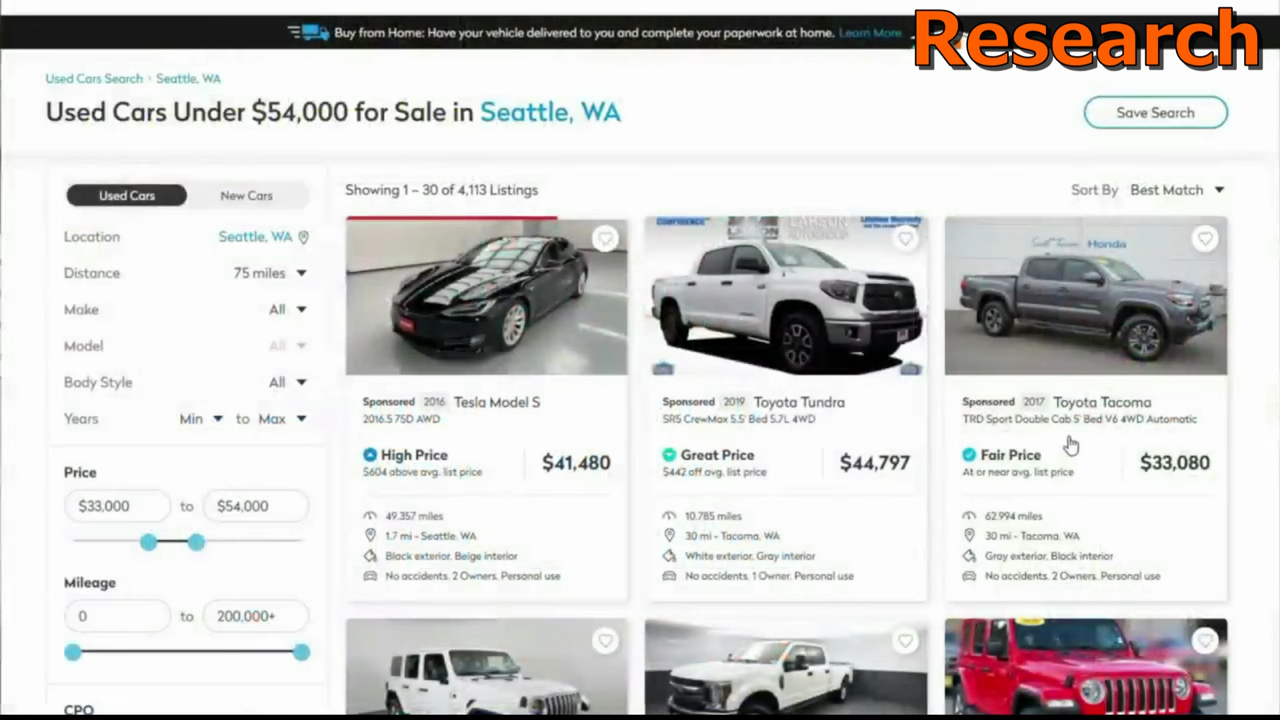 Buy from Home: Have your vehicle delivered to you and complete your paperwork at home. Learn More
Research
Used Cars Search › Seattle, WA
Used Cars Under $54,000 for Sale in Seattle, WA
Save Search
Used Cars
New Cars
Location Seattle, WA
Distance 75 miles
Make All
Model All
Body Style All
Years Min to Max
Price
$33,000 to $54,000
Mileage
0 to 200,000+
CPO
Showing 1 - 30 of 4,113 Listings
Sort By Best Match
Sponsored 2016 Tesla Model S
2016.5 75D AWD
High Price
$604 above avg. list price
$41,480
49,357 miles
1.7 mi - Seattle, WA
Black exterior, Beige interior
No accidents, 2 Owners, Personal use
CONFIDENCE
LARSON
Sponsored 2019 Toyota Tundra
SR5 CrewMax 5.5' Bed 5.7L 4WD
Great Price
$442 off avg. list price
$44,797
10,785 miles
30 mi - Tacoma, WA
White exterior, Gray interior
No accidents, 1 Owner, Personal use
South Tacoma Honda
Sponsored 2017 Toyota Tacoma
TRD Sport Double Cab 5' Bed V6 4WD Automatic
Fair Price
At or near avg. list price
$33,080
62,994 miles
30 mi - Tacoma, WA
Gray exterior, Black interior
No accidents, 2 Owners, Personal use